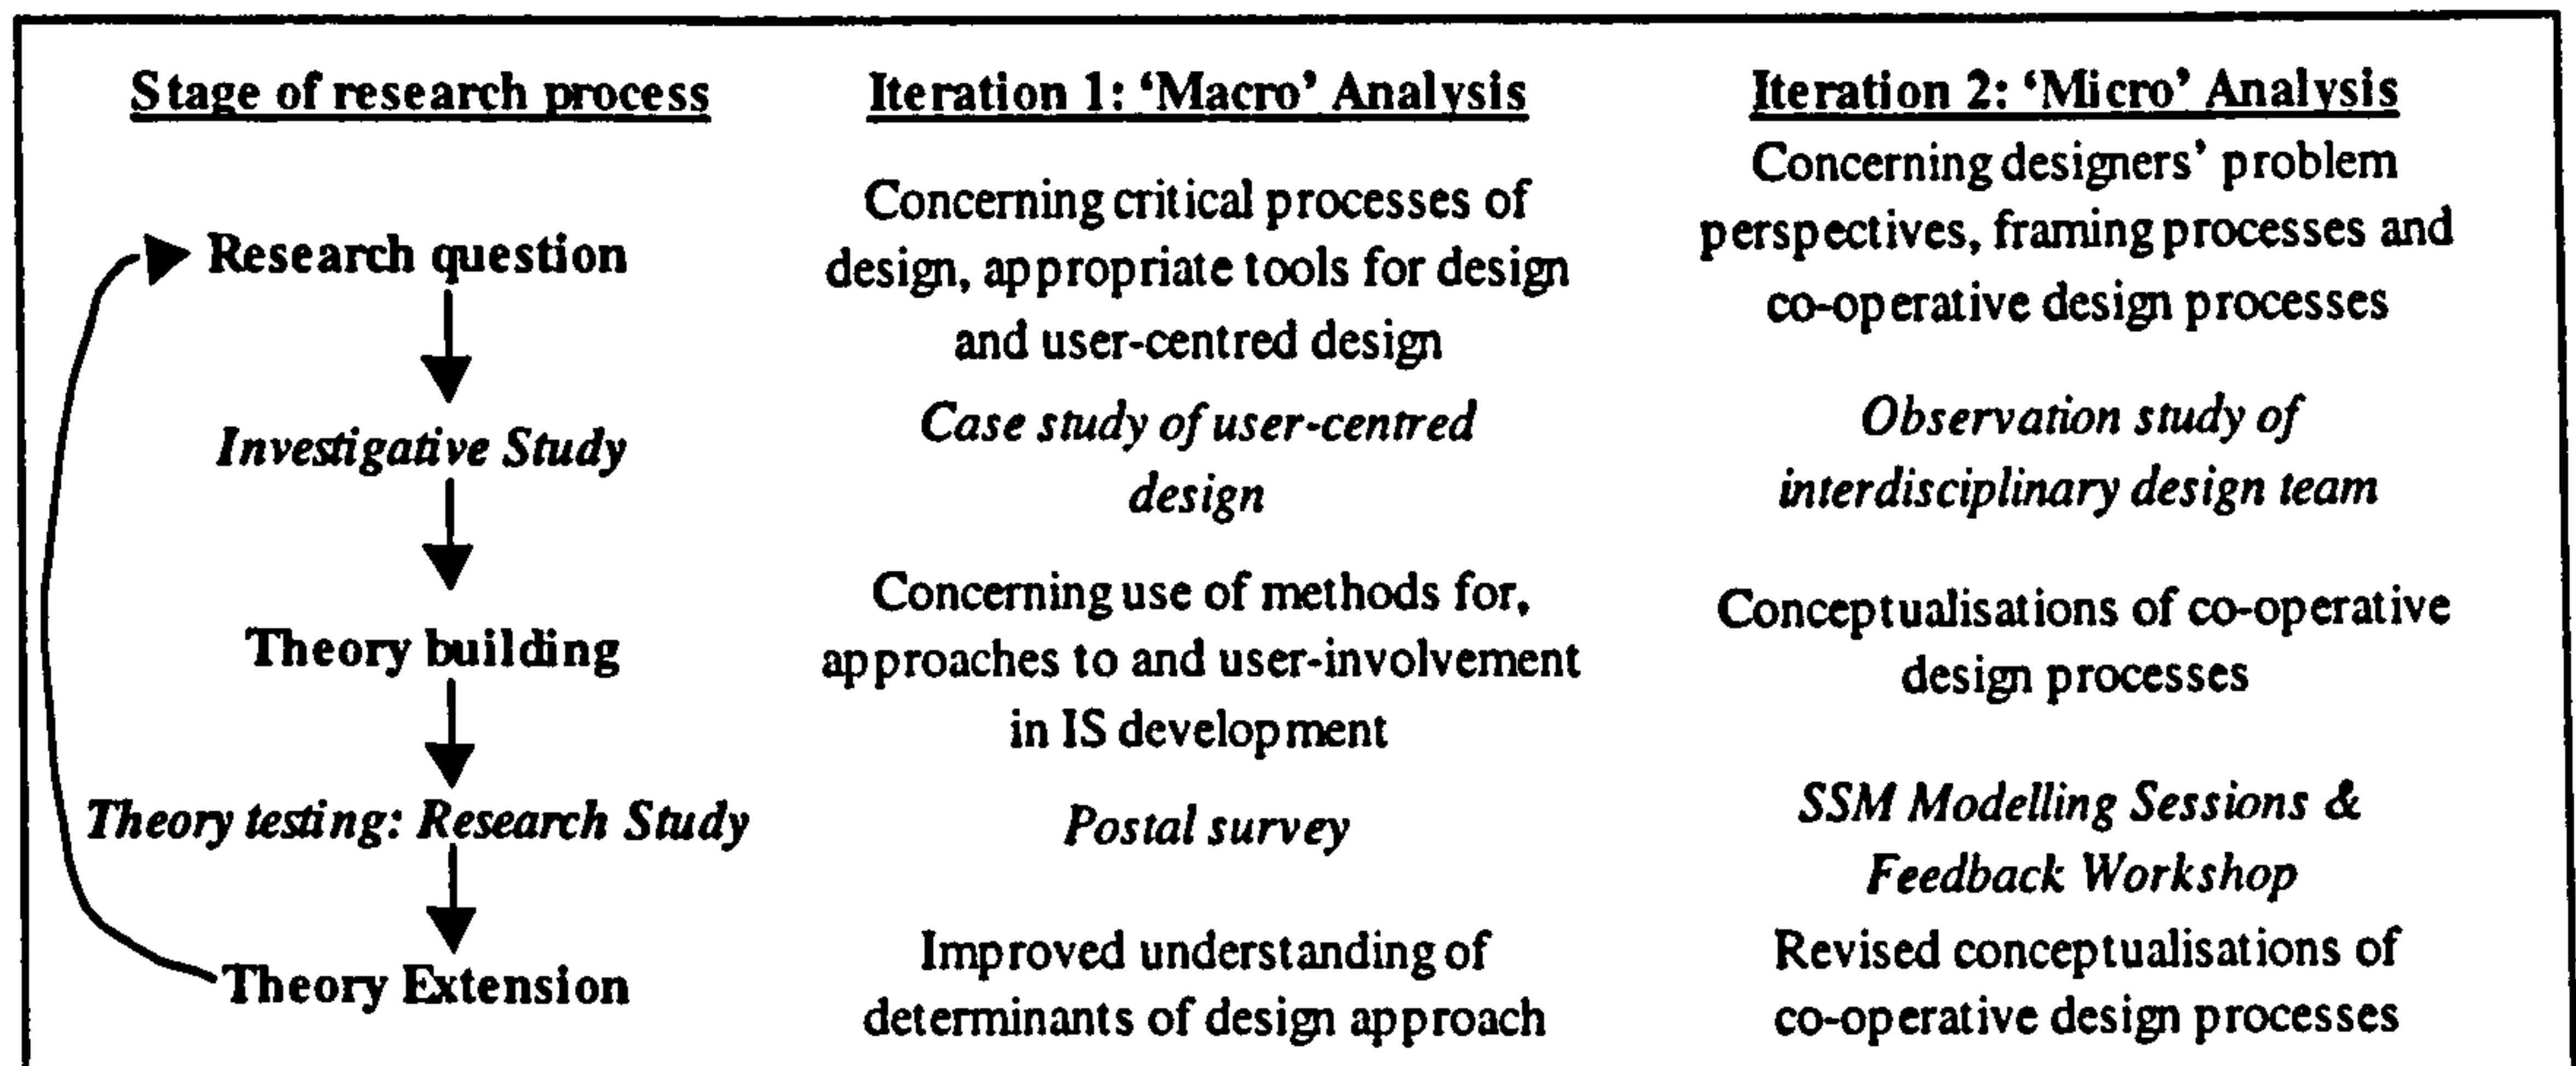 Stage of research process
Iteration 1: ‘Macro’ Analysis
Iteration 2: ‘Micro’ Analysis
Research question
Concerning critical processes of
design, appropriate tools for design
and user-centred design
Concerning designers’ problem
perspectives, framing processes and
co-operative design processes
Investigative Study
Case study of user-centred
design
Observation study of
interdisciplinary design team
Theory building
Concerning use of methods for,
approaches to and user-involvement
in IS development
Conceptualisations of co-operative
design processes
Theory testing: Research Study
Postal survey
SSM Modelling Sessions &
Feedback Workshop
Theory Extension
Improved understanding of
determinants of design approach
Revised conceptualisations of
co-operative design processes